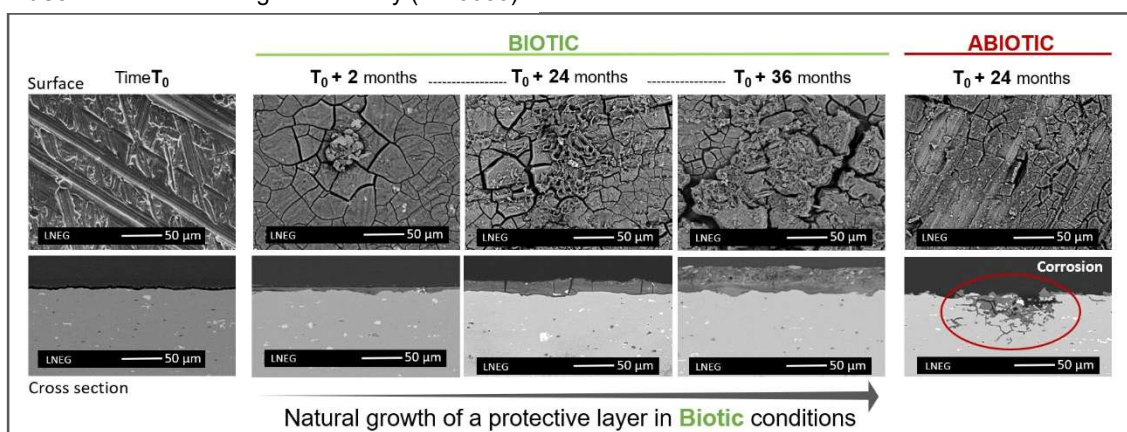 BIOTIC
ABIOTIC
Surface
Time T₀
T₀ + 2 months ---------- T₀ + 24 months ---------- T₀ + 36 months
T₀ + 24 months
LNEG 50 µm
LNEG 50 µm
LNEG 50 µm
LNEG 50 µm
LNEG 50 µm
Corrosion
LNEG 50 µm
LNEG 50 µm
LNEG 50 µm
LNEG 50 µm
LNEG 50 µm
Cross section
Natural growth of a protective layer in Biotic conditions